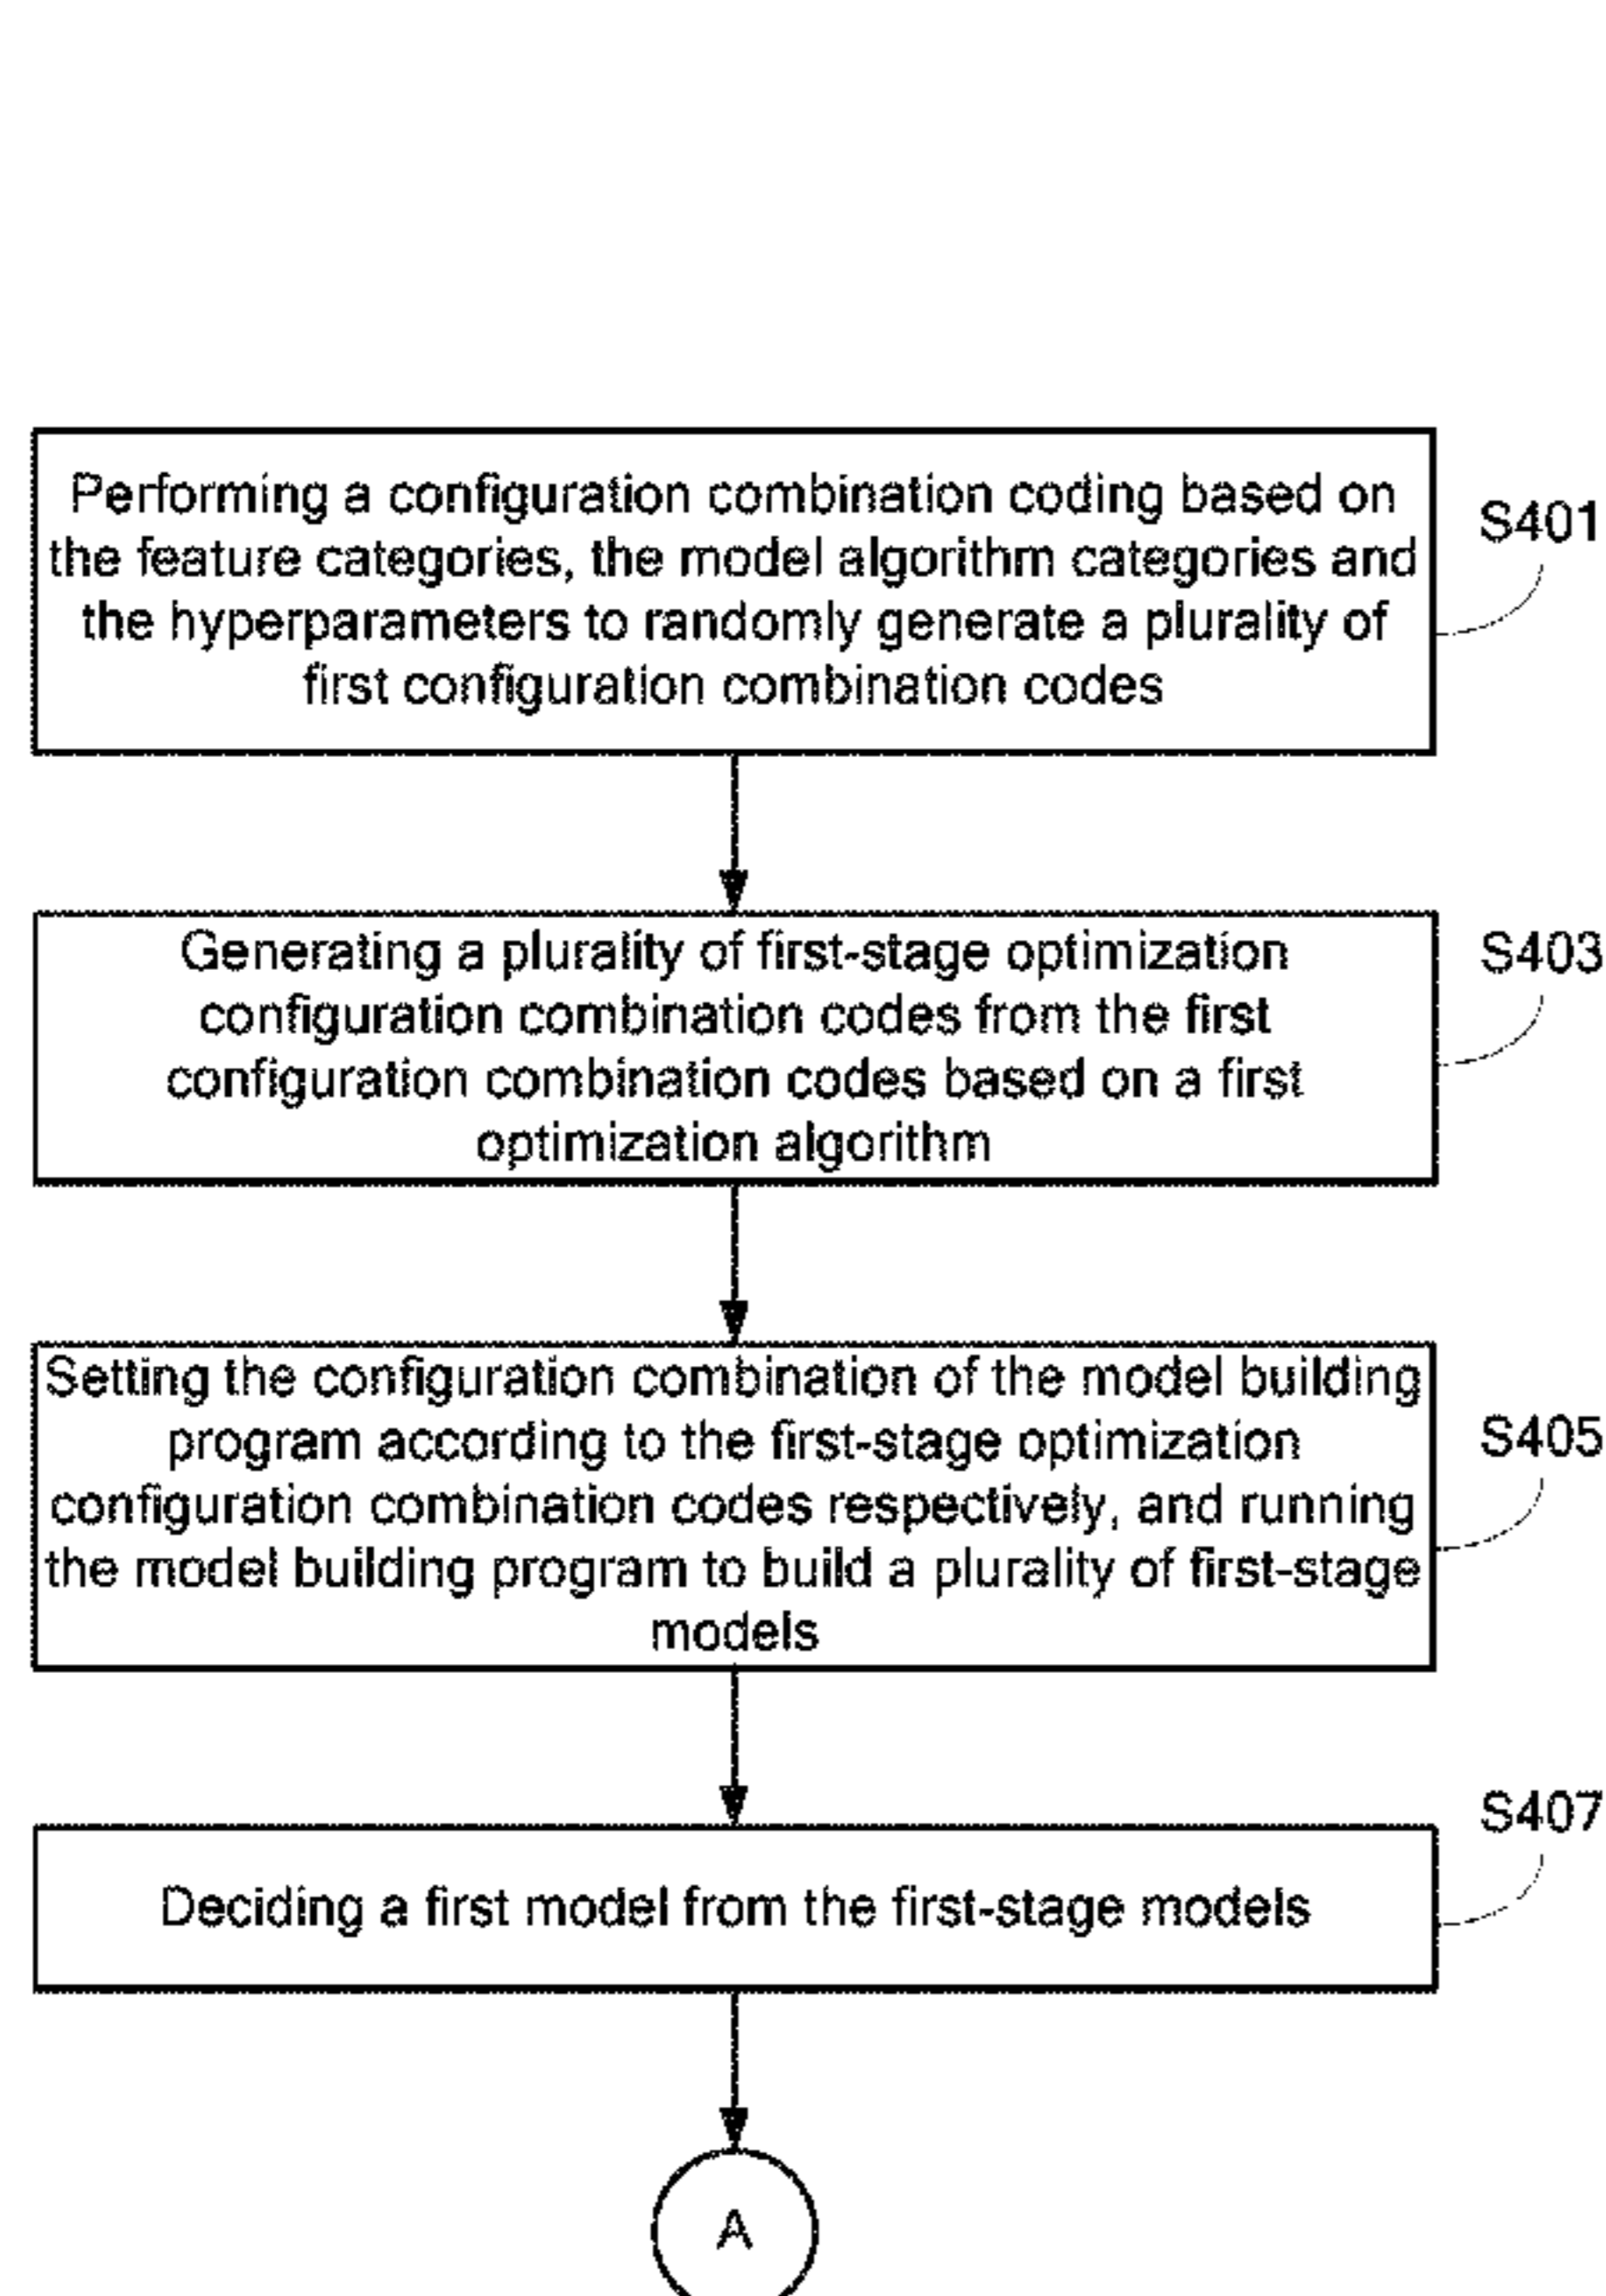 Performing a configuration combination coding based on
the feature categories, the model algorithm categories and
the hyperparameters to randomly generate a plurality of
first configuration combination codes
S401
Generating a plurality of first-stage optimization
configuration combination codes from the first
configuration combination codes based on a first
optimization algorithm
S403
Setting the configuration combination of the model building
program according to the first-stage optimization
configuration combination codes respectively, and running
the model building program to build a plurality of first-stage
models
S405
Deciding a first model from the first-stage models
S407
A